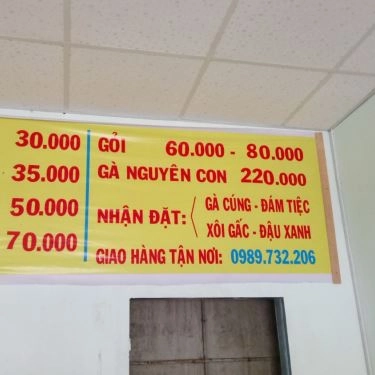 30.000
35.000
50.000
70.000
GỎI 60.000 - 80.000
GÀ NGUYÊN CON 220.000
NHẬN ĐẶT: GÀ CÚNG - ĐÁM TIỆC
XÔI GẤC - ĐẬU XANH
GIAO HÀNG TẬN NƠI: 0989.732.206